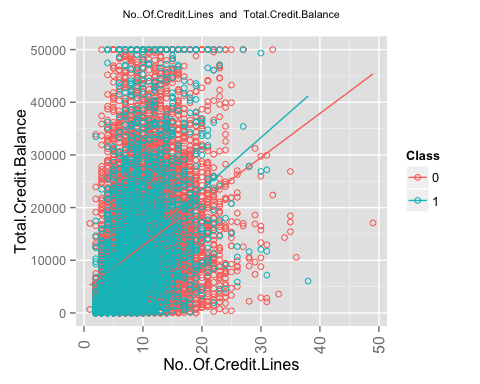 No..Of.Credit.Lines and Total.Credit.Balance
50000
40000
30000
20000
10000
0
Total.Credit.Balance
0 10 20 30 40 50
No..Of.Credit.Lines
Class
0
1